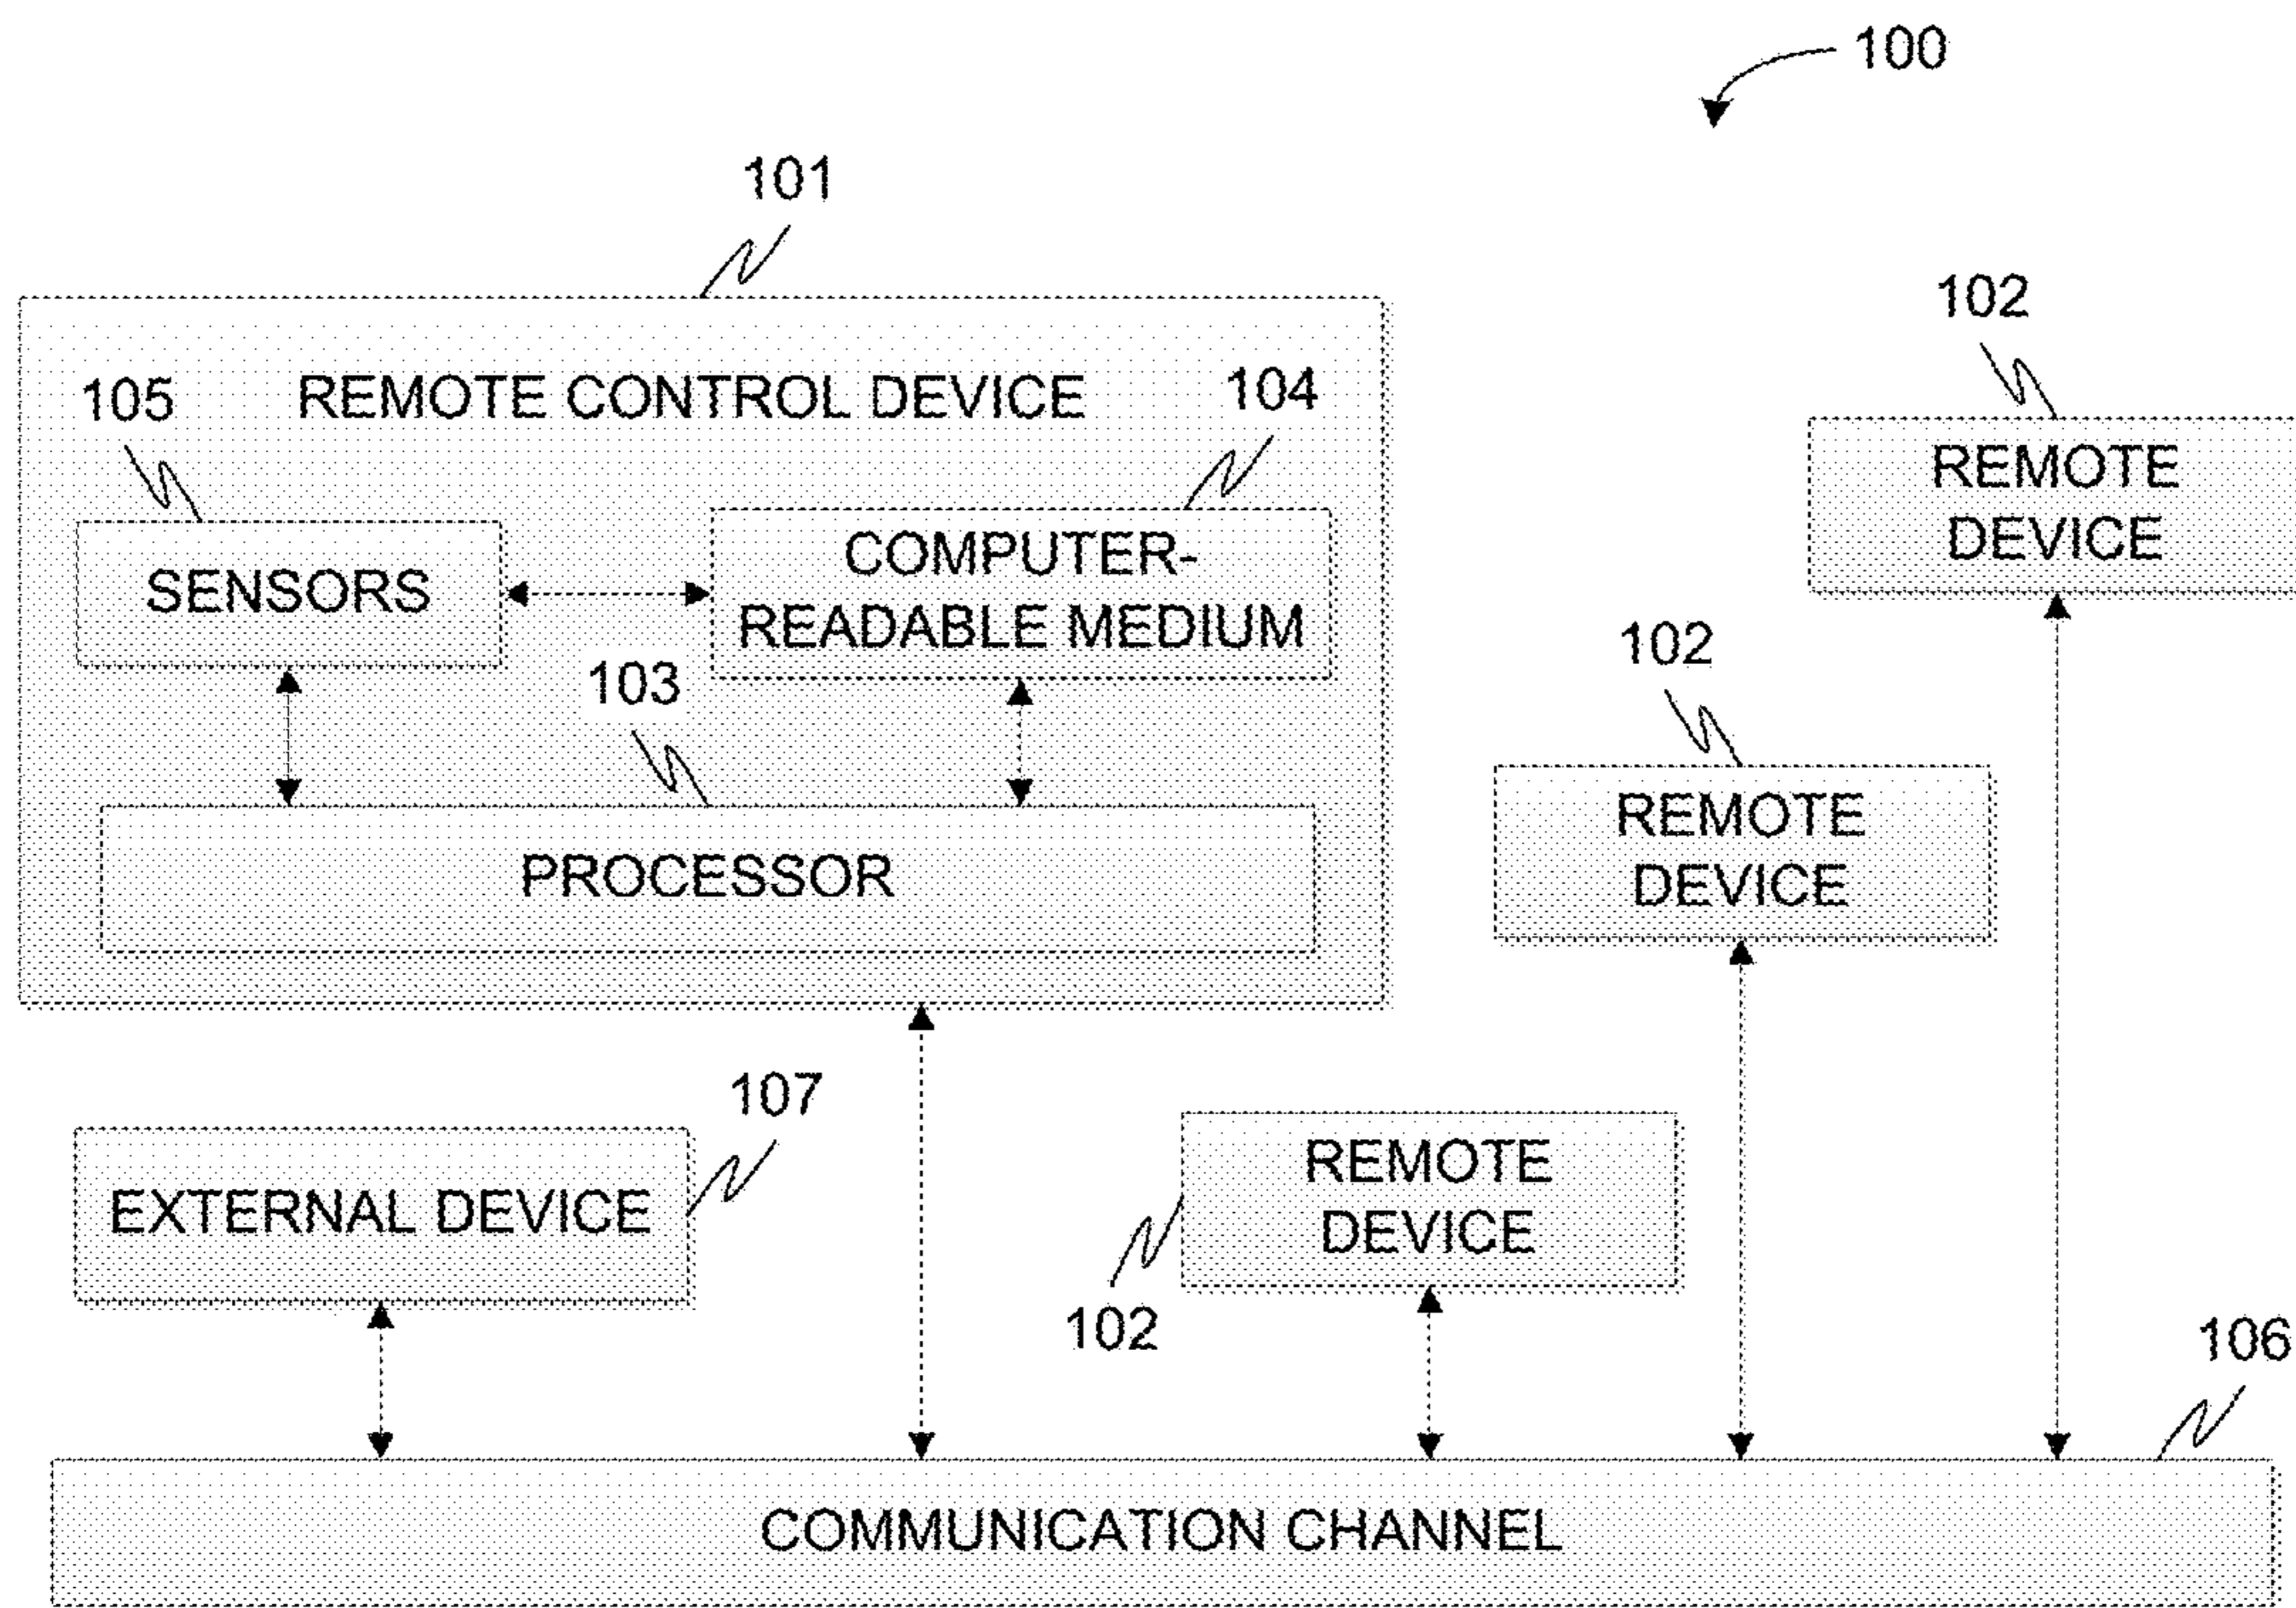 100
101
102
REMOTE CONTROL DEVICE
104
105
REMOTE
DEVICE
SENSORS
COMPUTER-
READABLE MEDIUM
102
103
REMOTE
DEVICE
PROCESSOR
107
REMOTE
DEVICE
EXTERNAL DEVICE
102
106
COMMUNICATION CHANNEL